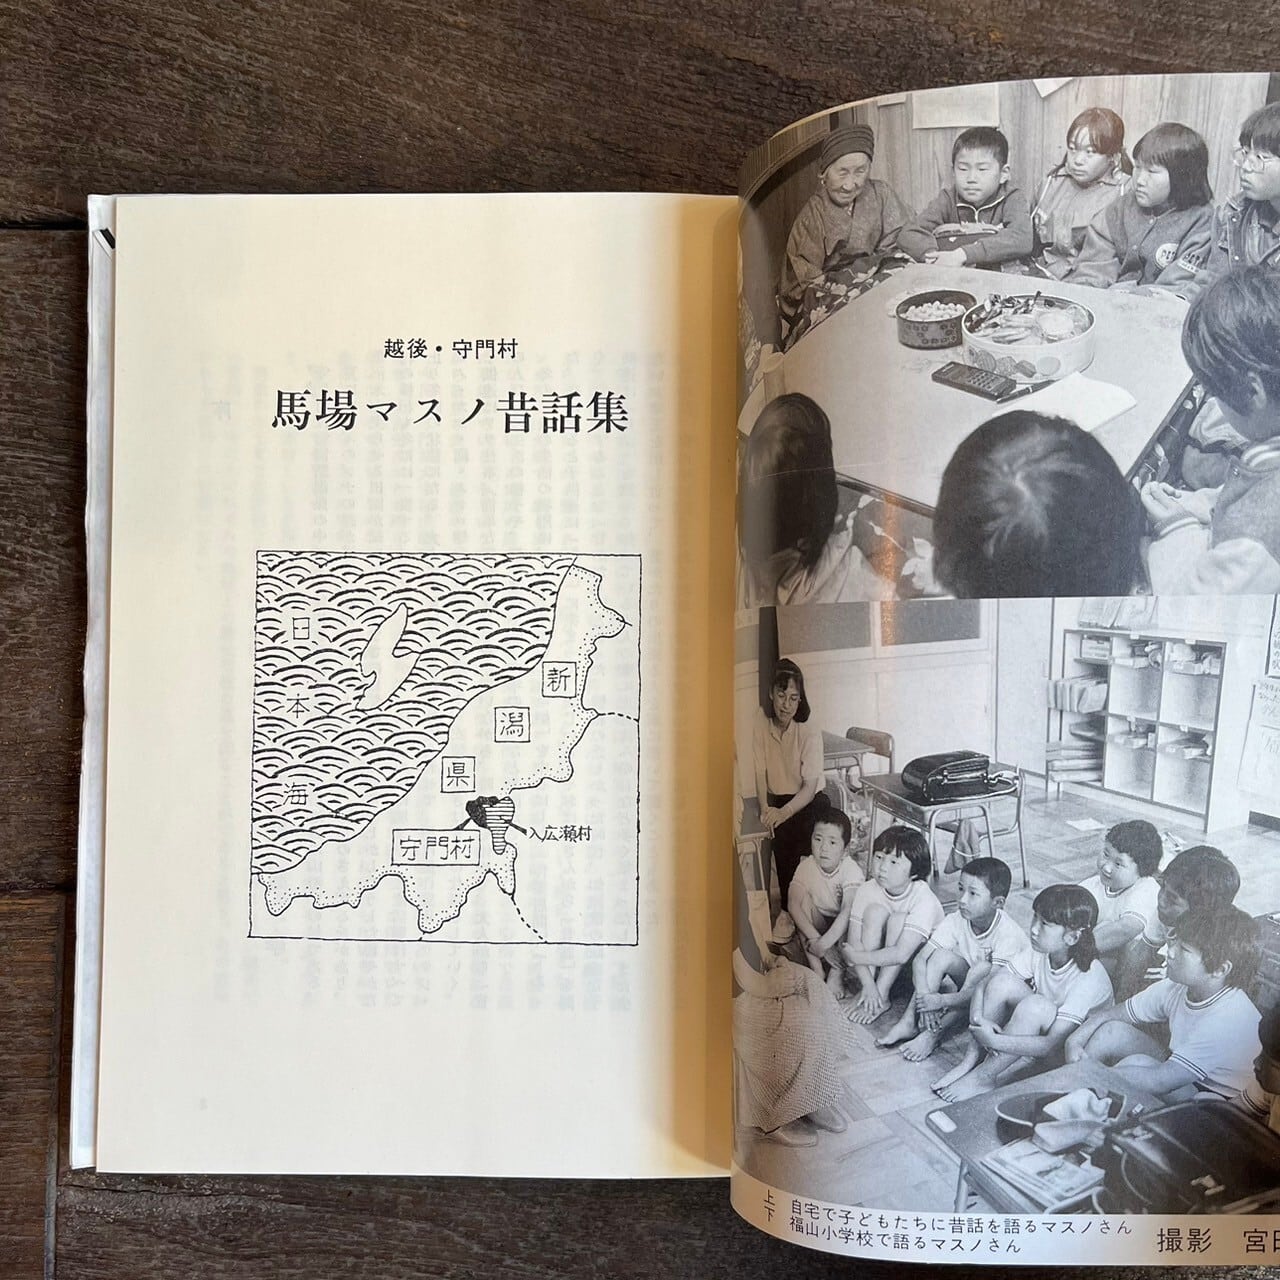 越後・守門村
馬場マスノ昔話集
日本海
新潟県
守門村
入広瀬村
上 自宅で子どもたちに昔話を語るマスノさん
下 福山小学校で語るマスノさん
撮影 宮